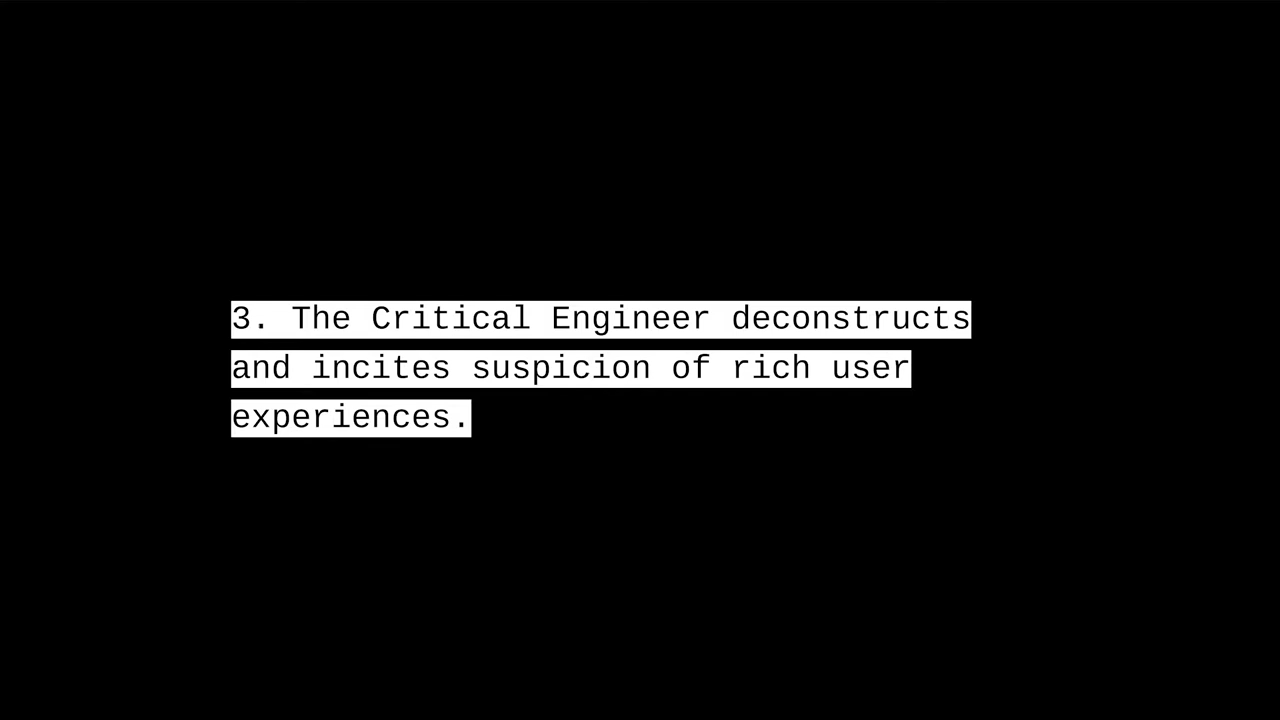 3. The Critical Engineer deconstructs
and incites suspicion of rich user
experiences.